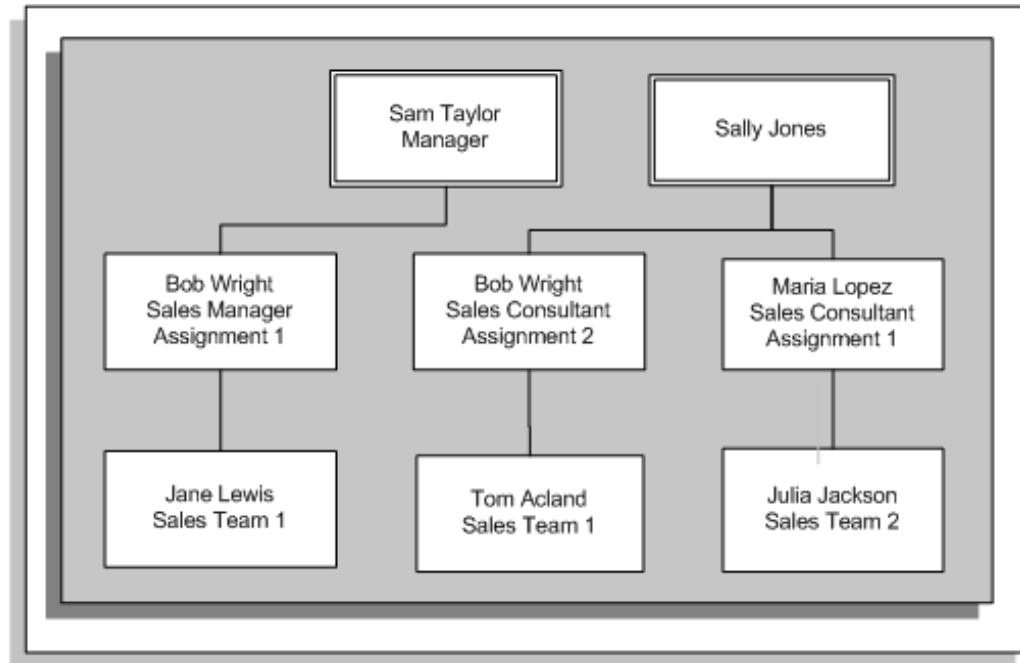 Sam Taylor
Manager
Sally Jones
Bob Wright
Sales Manager
Assignment 1
Bob Wright
Sales Consultant
Assignment 2
Maria Lopez
Sales Consultant
Assignment 1
Jane Lewis
Sales Team 1
Tom Acland
Sales Team 1
Julia Jackson
Sales Team 2